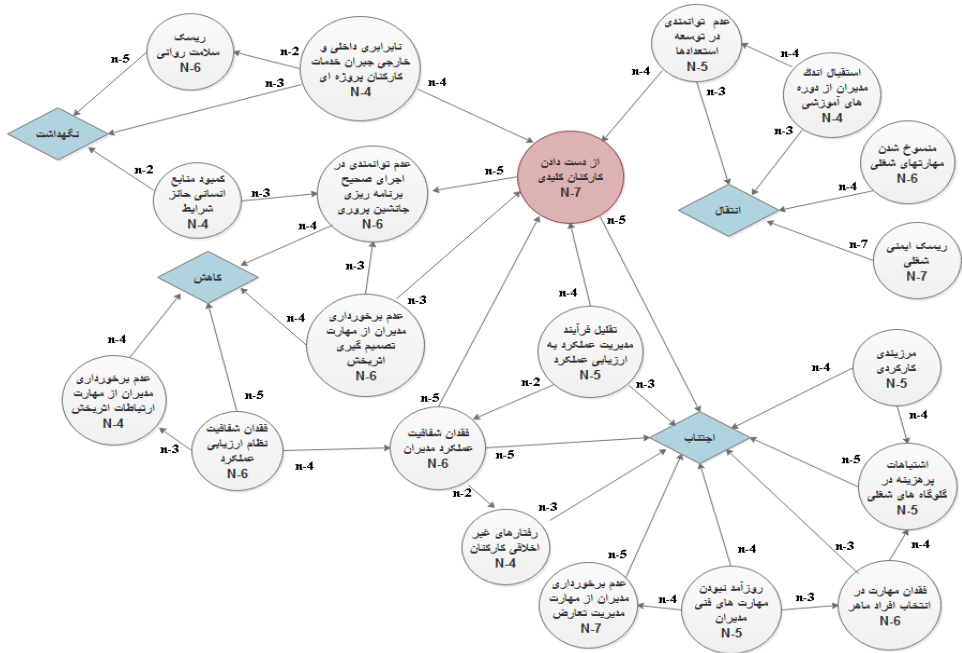 ریسک
سلامت روانی
N-6
نابرابری داخلی و
خارجی جبران خدمات
کارکنان پروژه ای
N-4
عدم توانمندی
در توسعه
استعدادها
N-5
استقبال اندک
مدیران از دوره
های آموزشی
N-4
نگهداشت
کمبود منابع
انسانی حائز
شرایط
N-4
عدم توانمندی در
اجرای صحیح
برنامه ریزی
جانشین پروری
N-6
از دست دادن
کارکنان کلیدی
N-7
منسوخ شدن
مهارتهای شغلی
N-6
انتقال
ریسک ایمنی
شغلی
N-7
کاهش
عدم برخورداری
مدیران از مهارت
تصمیم گیری
اثربخش
N-6
تقلیل فرآیند
مدیریت عملکرد به
ارزیابی عملکرد
N-5
مرزبندی
کارکردی
N-5
عدم برخورداری
مدیران از مهارت
ارتباطات اثربخش
N-4
فقدان شفافیت
نظام ارزیابی
عملکرد
N-6
فقدان شفافیت
عملکرد مدیران
N-6
اجتناب
اشتباهات
پرهزینه در
گلوگاه های شغلی
N-5
رفتارهای غیر
اخلاقی کارکنان
N-4
عدم برخورداری
مدیران از مهارت
مدیریت تعارض
N-7
روزآمد نبودن
مهارت های فنی
مدیران
N-5
فقدان مهارت در
انتخاب افراد ماهر
N-6
n-5
n-2
n-3
n-4
n-4
n-4
n-3
n-3
n-4
n-7
n-2
n-3
n-5
n-4
n-3
n-3
n-4
n-5
n-4
n-4
n-5
n-3
n-4
n-5
n-2
n-3
n-5
n-2
n-3
n-4
n-4
n-5
n-5
n-4
n-4
n-3
n-3
n-4